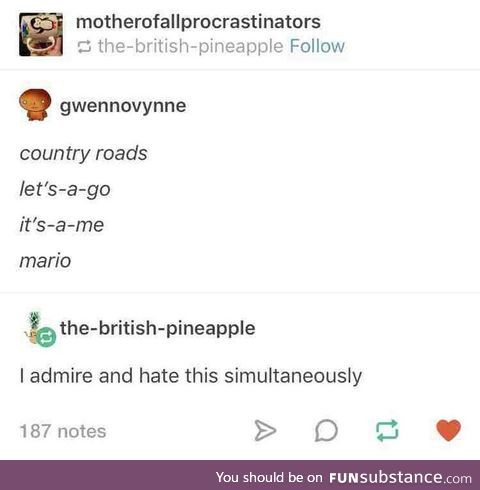 motherofallprocrastinators
the-british-pineapple Follow
gwennovynne
country roads
let's-a-go
it's-a-me
mario
the-british-pineapple
I admire and hate this simultaneously
187 notes
You should be on FUNsubstance.com